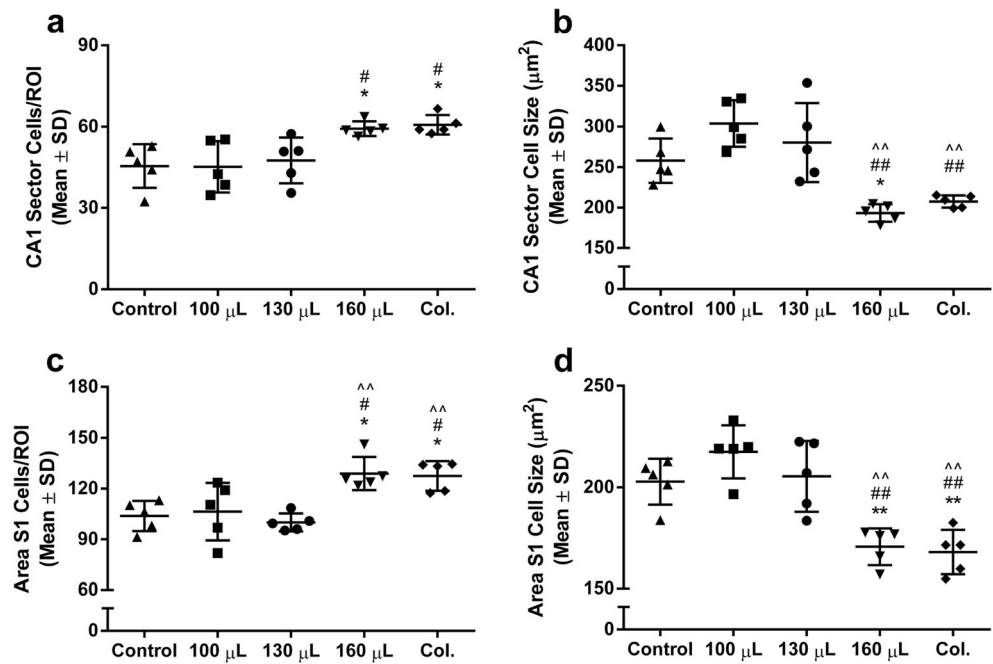 a
CA1 Sector Cells/ROI
(Mean ± SD)
90
60
30
0
#
*
#
*
Control 100 μL 130 μL 160 μL Col.
b
CA1 Sector Cell Size (μm²)
(Mean ± SD)
400
350
300
250
200
150
0
^^
##
*
^^
##
Control 100 μL 130 μL 160 μL Col.
c
Area S1 Cells/ROI
(Mean ± SD)
180
150
120
90
60
0
^^
#
*
^^
#
*
Control 100 μL 130 μL 160 μL Col.
d
Area S1 Cell Size (μm²)
(Mean ± SD)
250
200
150
0
^^
##
**
^^
##
**
Control 100 μL 130 μL 160 μL Col.